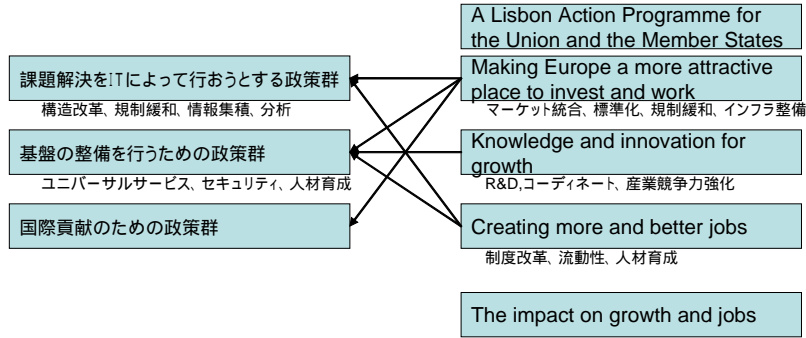 課題解決をITによって行おうとする政策群
構造改革、規制緩和、情報集積、分析
基盤の整備を行うための政策群
ユニバーサルサービス、セキュリティ、人材育成
国際貢献のための政策群
A Lisbon Action Programme for
the Union and the Member States
Making Europe a more attractive
place to invest and work
マーケット統合、標準化、規制緩和、インフラ整備
Knowledge and innovation for
growth
R&D,コーディネート、産業競争力強化
Creating more and better jobs
制度改革、流動性、人材育成
The impact on growth and jobs